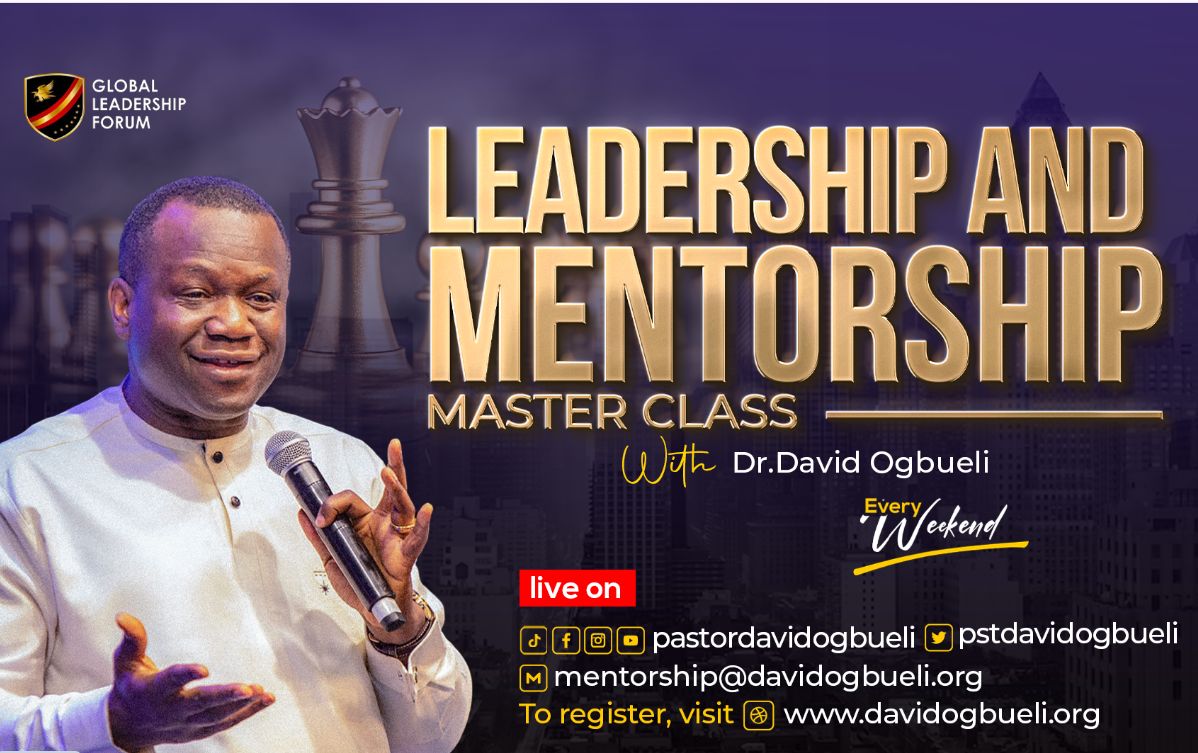 GLOBAL
LEADERSHIP
FORUM
LEADERSHIP AND
MENTORSHIP
MASTER CLASS
With Dr.David Ogbueli
Every
Weekend
live on
pastordavidogbueli pstdavidogbueli
mentorship@davidogbueli.org
To register, visit www.davidogbueli.org